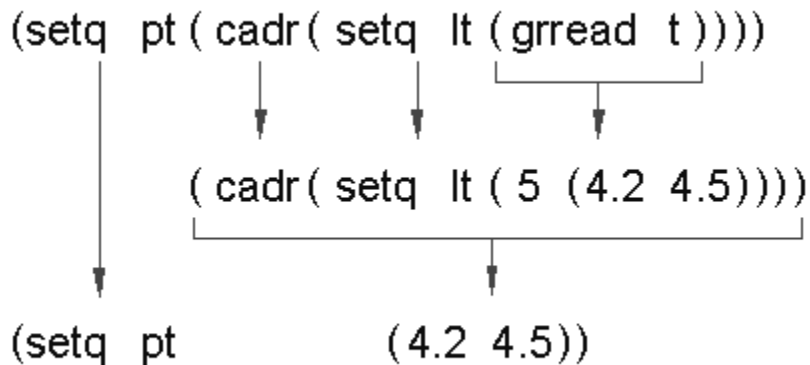 (setq pt ( cadr( setq lt (grread t ))))
( cadr( setq lt ( 5 (4.2 4.5))))
(setq pt (4.2 4.5))